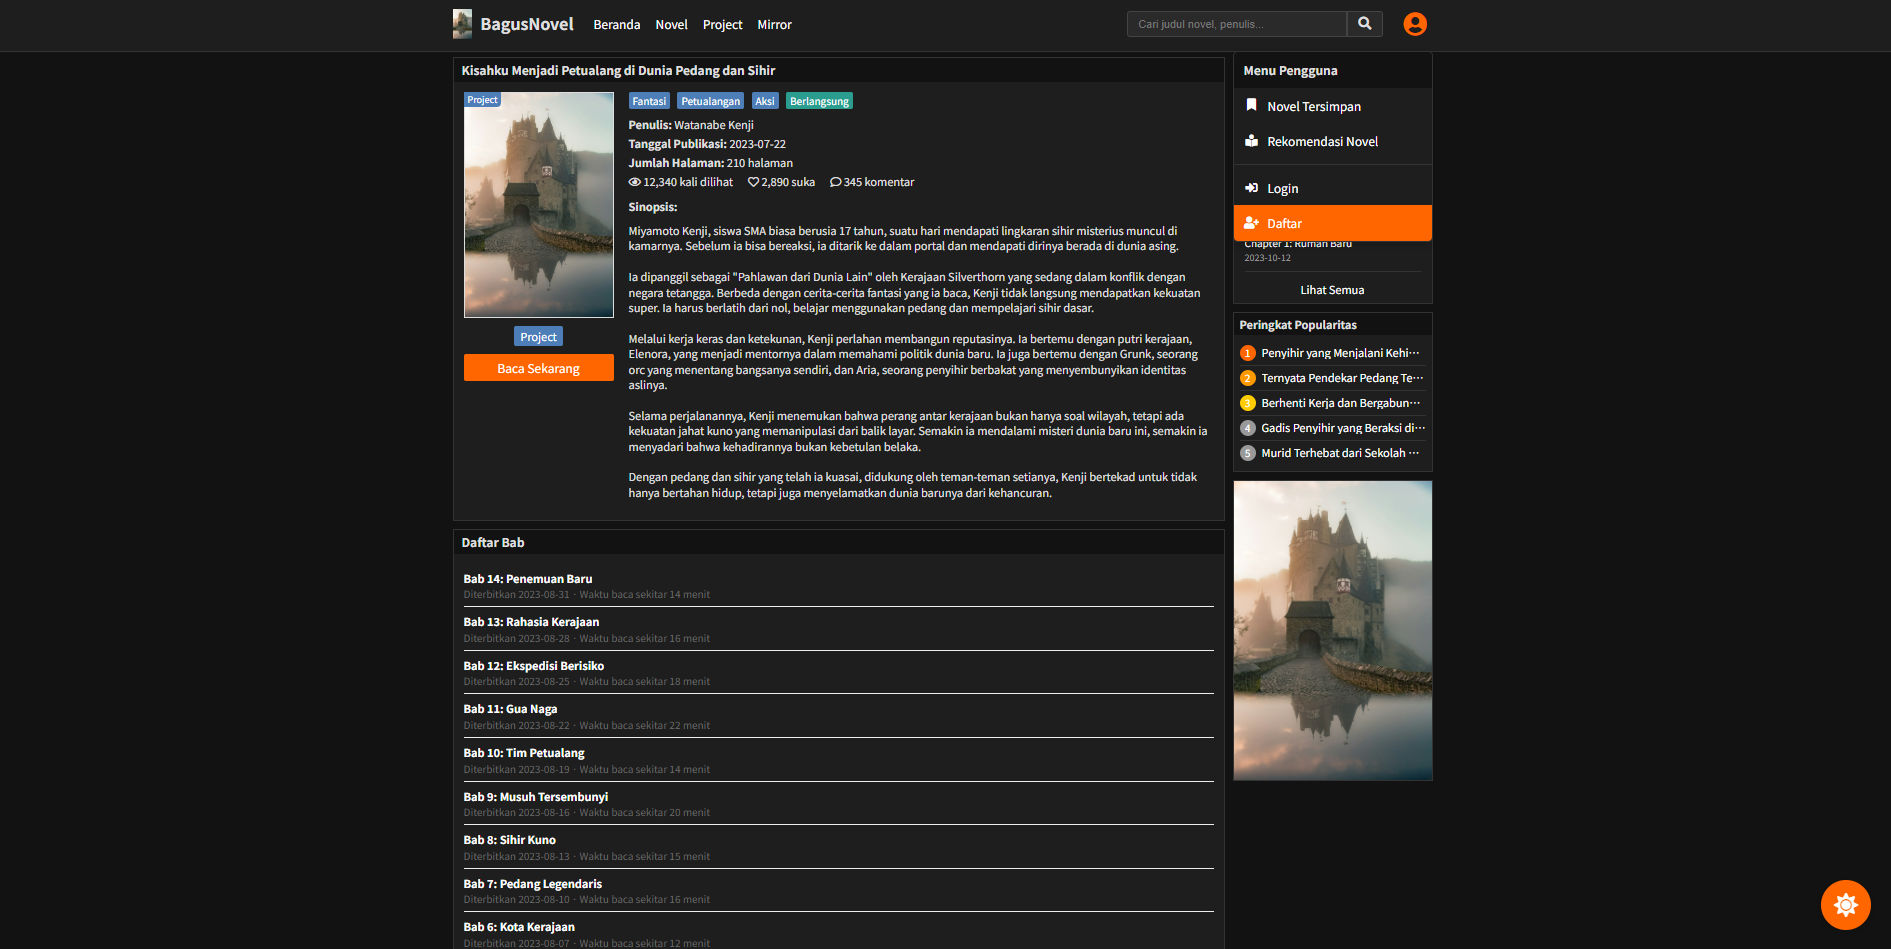 BagusNovel
Beranda
Novel
Project
Mirror
Cari judul novel, penulis...
Kisahku Menjadi Petualang di Dunia Pedang dan Sihir
Project
Fantasi
Petualangan
Aksi
Berlangsung
Penulis: Watanabe Kenji
Tanggal Publikasi: 2023-07-22
Jumlah Halaman: 210 halaman
12,340 kali dilihat
2,890 suka
345 komentar
Sinopsis:
Miyamoto Kenji, siswa SMA biasa berusia 17 tahun, suatu hari mendapati lingkaran sihir misterius muncul di
kamarnya. Sebelum ia bisa bereaksi, ia ditarik ke dalam portal dan mendapati dirinya berada di dunia asing.
Ia dipanggil sebagai "Pahlawan dari Dunia Lain" oleh Kerajaan Silverthorn yang sedang dalam konflik dengan
negara tetangga. Berbeda dengan cerita-cerita fantasi yang ia baca, Kenji tidak langsung mendapatkan kekuatan
super. Ia harus berlatih dari nol, belajar menggunakan pedang dan mempelajari sihir dasar.
Melalui kerja keras dan ketekunan, Kenji perlahan membangun reputasinya. Ia bertemu dengan putri kerajaan,
Elenora, yang menjadi mentornya dalam memahami politik dunia baru. Ia juga bertemu dengan Grunk, seorang
orc yang menentang bangsanya sendiri, dan Aria, seorang penyihir berbakat yang menyembunyikan identitas
aslinya.
Selama perjalanannya, Kenji menemukan bahwa perang antar kerajaan bukan hanya soal wilayah, tetapi ada
kekuatan jahat kuno yang memanipulasi dari balik layar. Semakin ia mendalami misteri dunia baru ini, semakin ia
menyadari bahwa kehadirannya bukan kebetulan belaka.
Dengan pedang dan sihir yang telah ia kuasai, didukung oleh teman-teman setianya, Kenji bertekad untuk tidak
hanya bertahan hidup, tetapi juga menyelamatkan dunia barunya dari kehancuran.
Project
Baca Sekarang
Daftar Bab
Bab 14: Penemuan Baru
Diterbitkan 2023-08-31 · Waktu baca sekitar 14 menit
Bab 13: Rahasia Kerajaan
Diterbitkan 2023-08-28 · Waktu baca sekitar 16 menit
Bab 12: Ekspedisi Berisiko
Diterbitkan 2023-08-25 · Waktu baca sekitar 18 menit
Bab 11: Gua Naga
Diterbitkan 2023-08-22 · Waktu baca sekitar 22 menit
Bab 10: Tim Petualang
Diterbitkan 2023-08-19 · Waktu baca sekitar 14 menit
Bab 9: Musuh Tersembunyi
Diterbitkan 2023-08-16 · Waktu baca sekitar 20 menit
Bab 8: Sihir Kuno
Diterbitkan 2023-08-13 · Waktu baca sekitar 15 menit
Bab 7: Pedang Legendaris
Diterbitkan 2023-08-10 · Waktu baca sekitar 16 menit
Bab 6: Kota Kerajaan
Diterbitkan 2023-08-07 · Waktu baca sekitar 12 menit
Menu Pengguna
Novel Tersimpan
Rekomendasi Novel
Login
Daftar
Chapter 1: Rumah Baru
2023-10-12
Lihat Semua
Peringkat Popularitas
1 Penyihir yang Menjalani Kehi...
2 Ternyata Pendekar Pedang Te...
3 Berhenti Kerja dan Bergabun...
4 Gadis Penyihir yang Beraksi di...
5 Murid Terhebat dari Sekolah ...